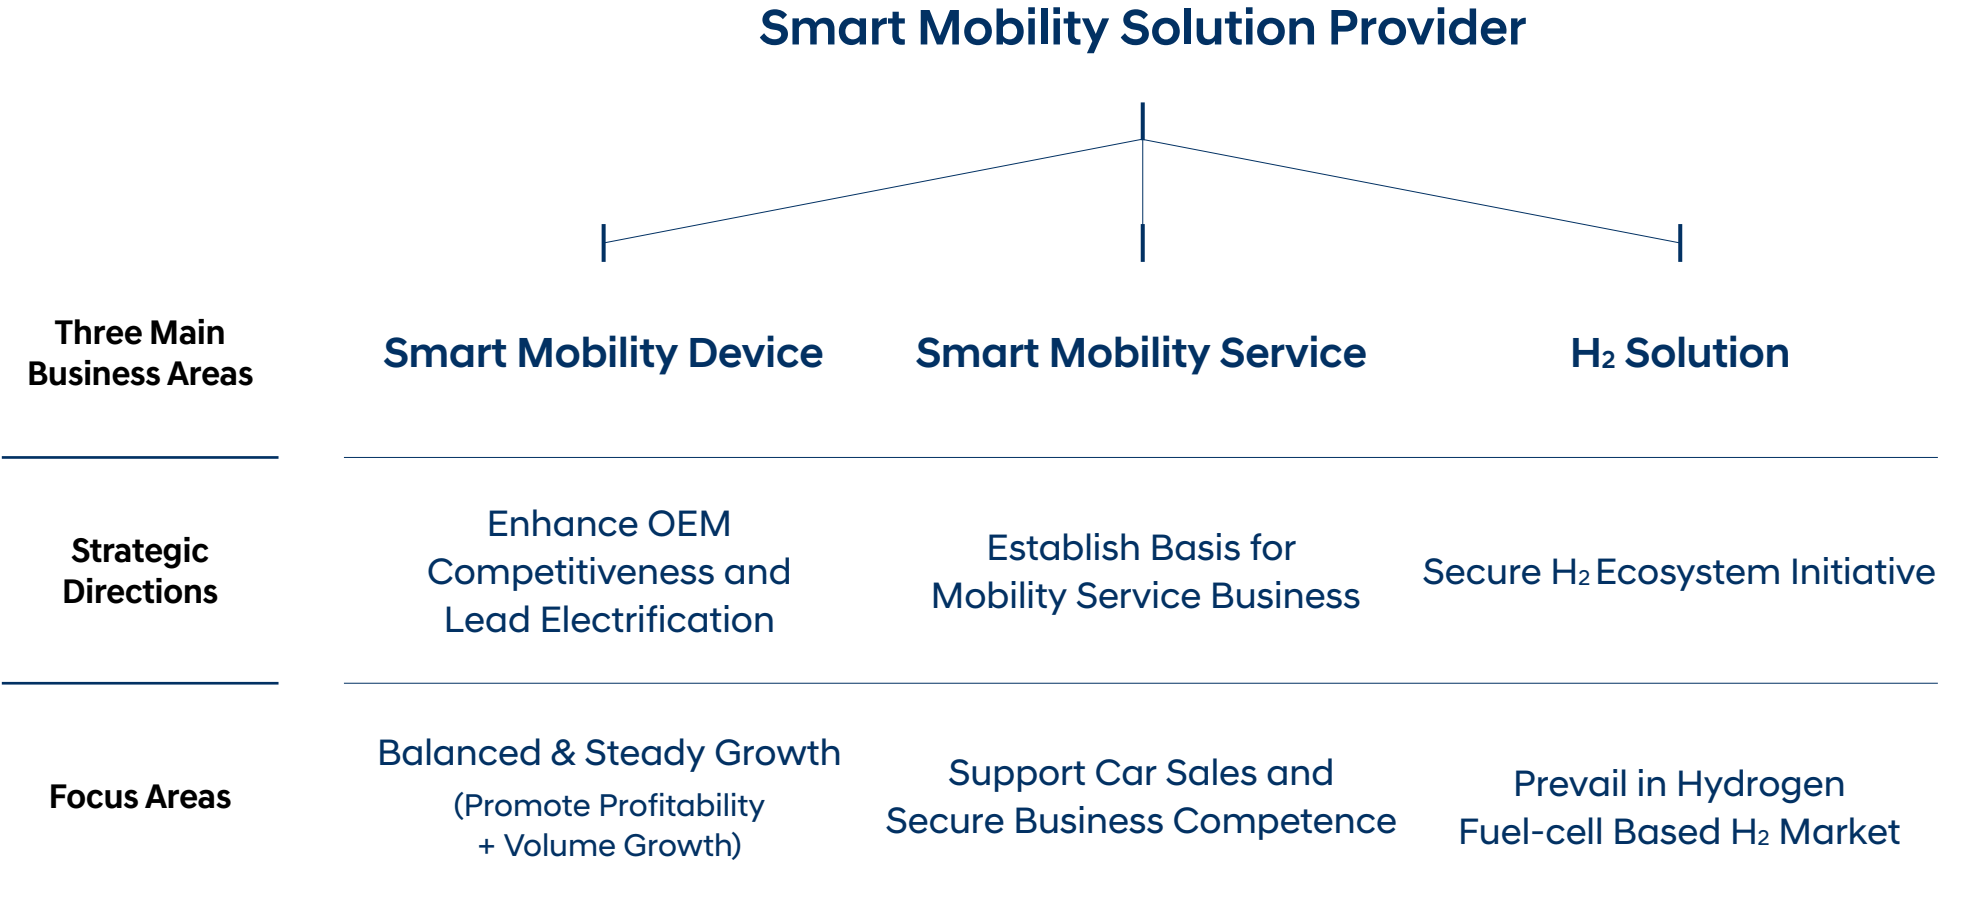 Smart Mobility Solution Provider
Three Main
Business Areas
Smart Mobility Device
Smart Mobility Service
H₂ Solution
Strategic
Directions
Enhance OEM
Competitiveness and
Lead Electrification
Establish Basis for
Mobility Service Business
Secure H₂ Ecosystem Initiative
Focus Areas
Balanced & Steady Growth
(Promote Profitability
+ Volume Growth)
Support Car Sales and
Secure Business Competence
Prevail in Hydrogen
Fuel-cell Based H₂ Market